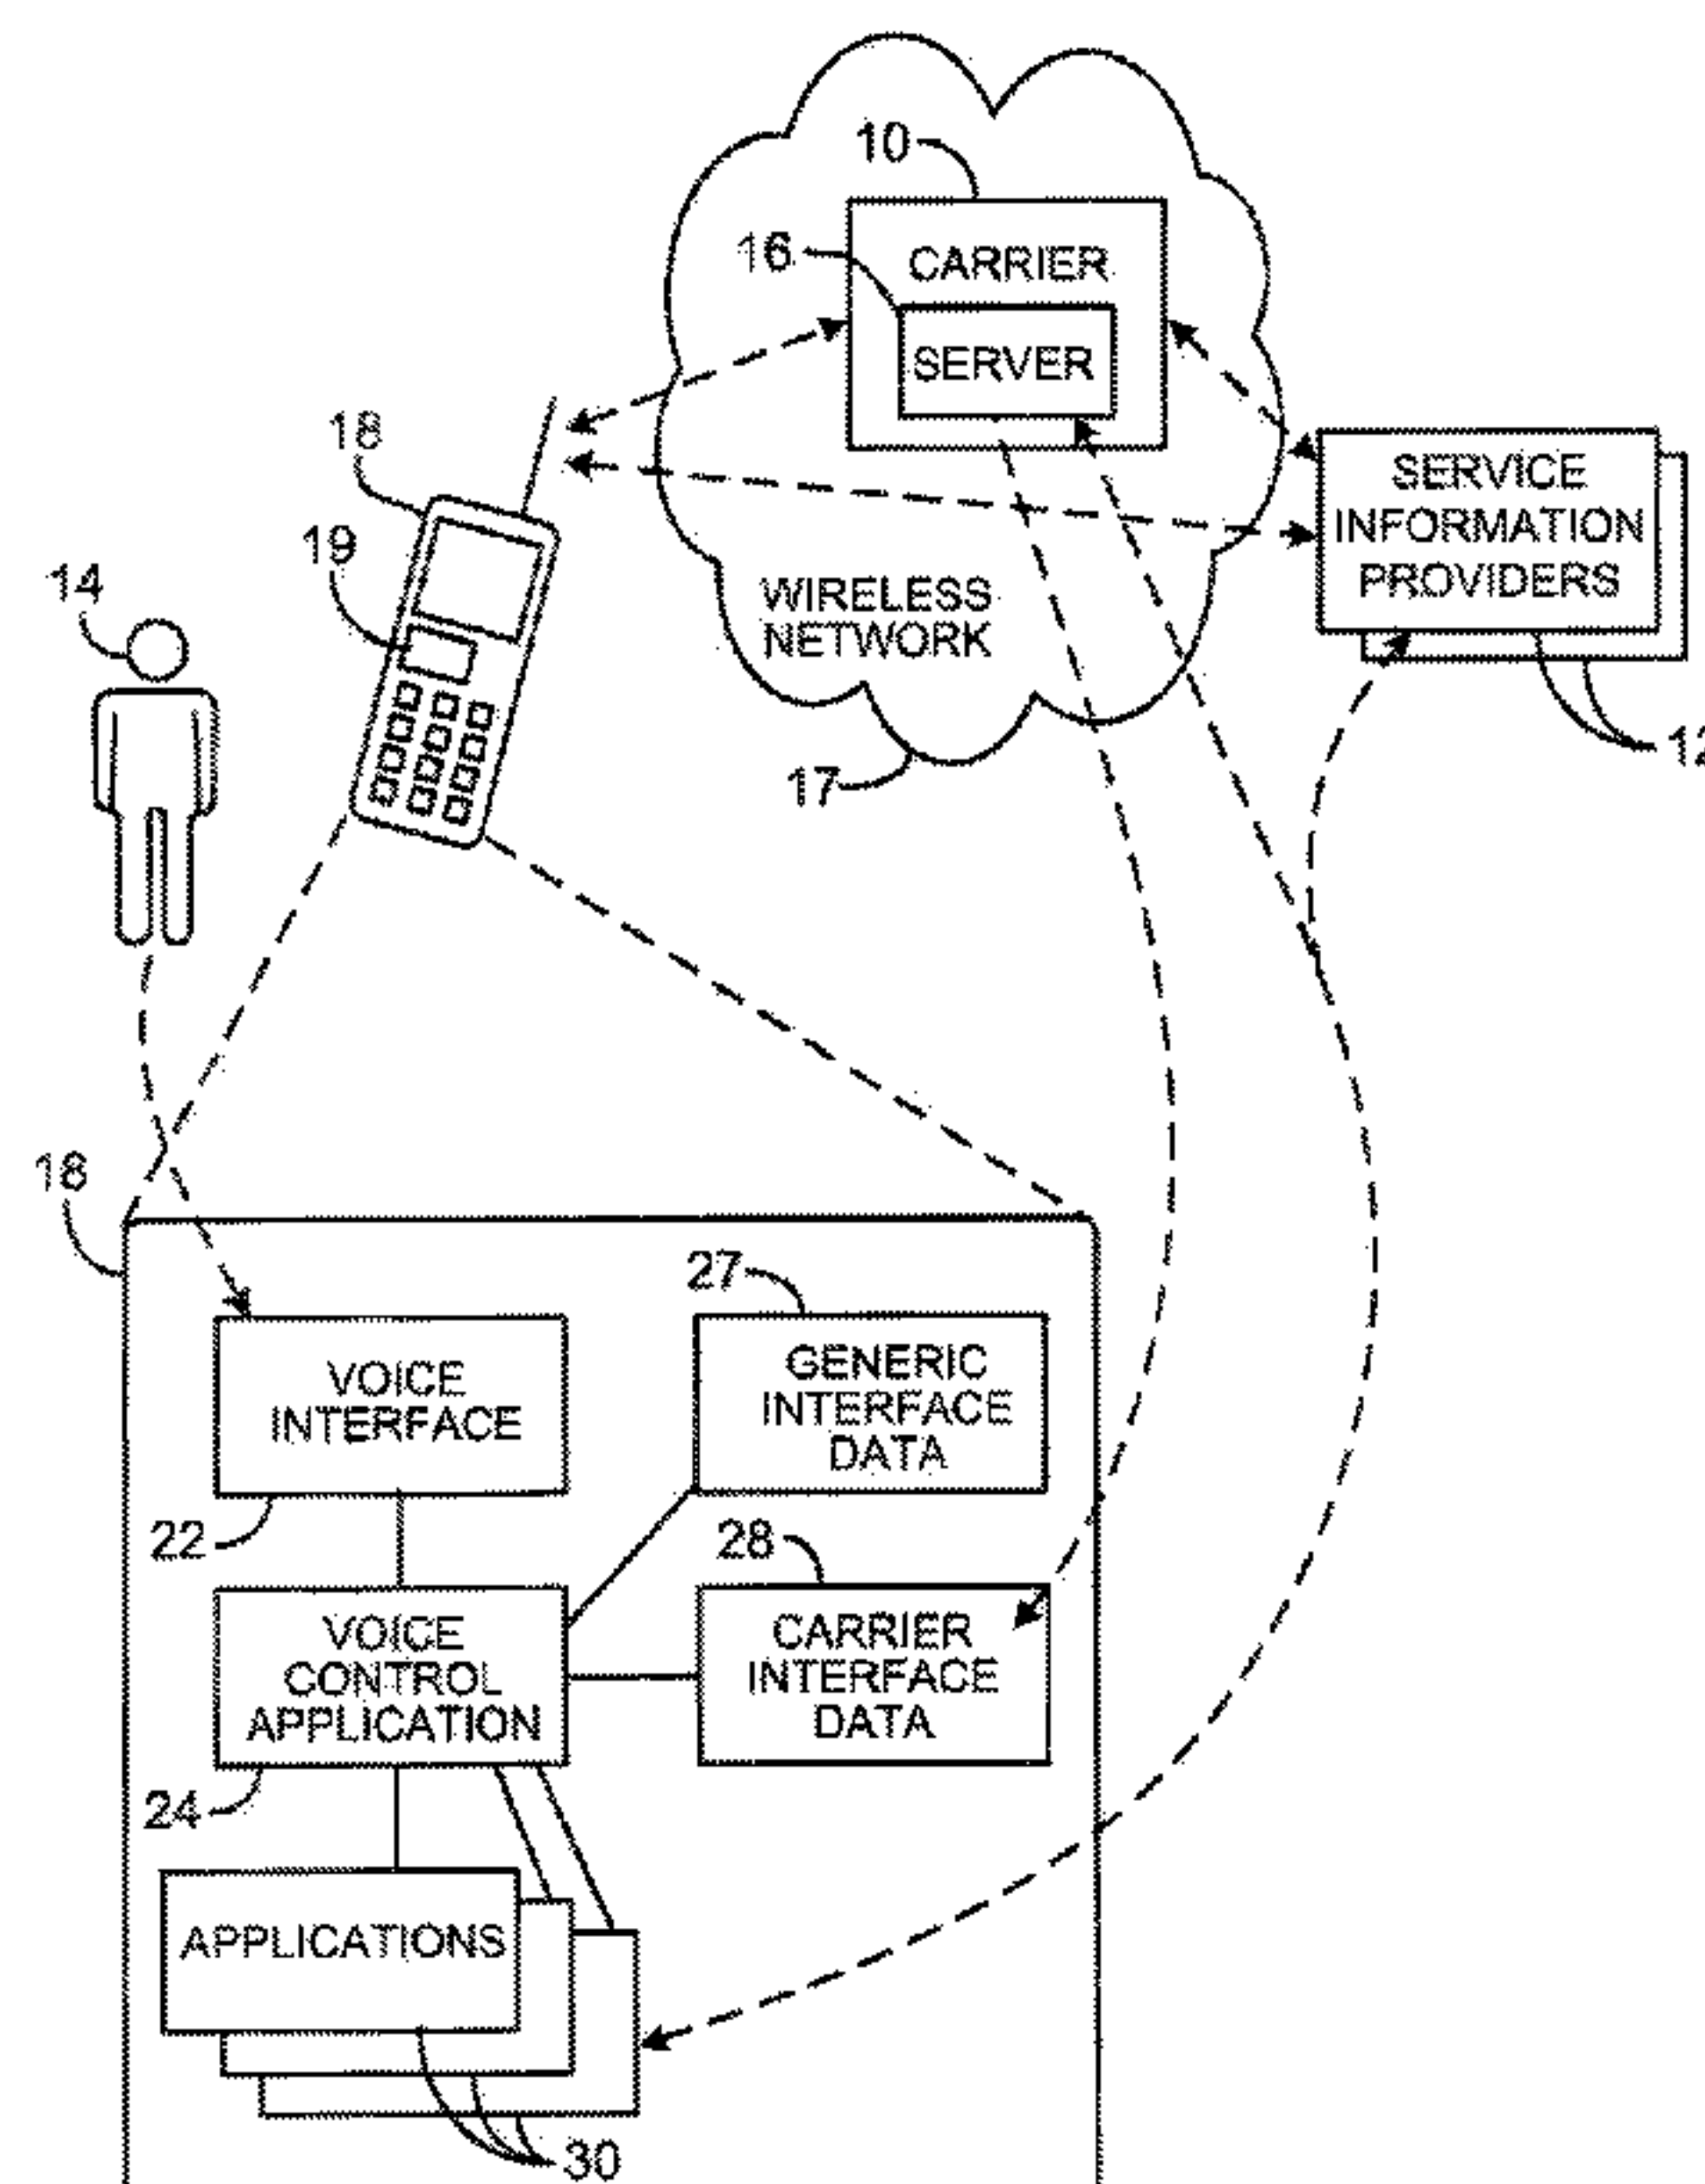 10
16
CARRIER
SERVER
18
19
14
SERVICE
INFORMATION
PROVIDERS
WIRELESS
NETWORK
12
17
18
27
VOICE
INTERFACE
GENERIC
INTERFACE
DATA
22
28
VOICE
CONTROL
APPLICATION
CARRIER
INTERFACE
DATA
24
APPLICATIONS
30